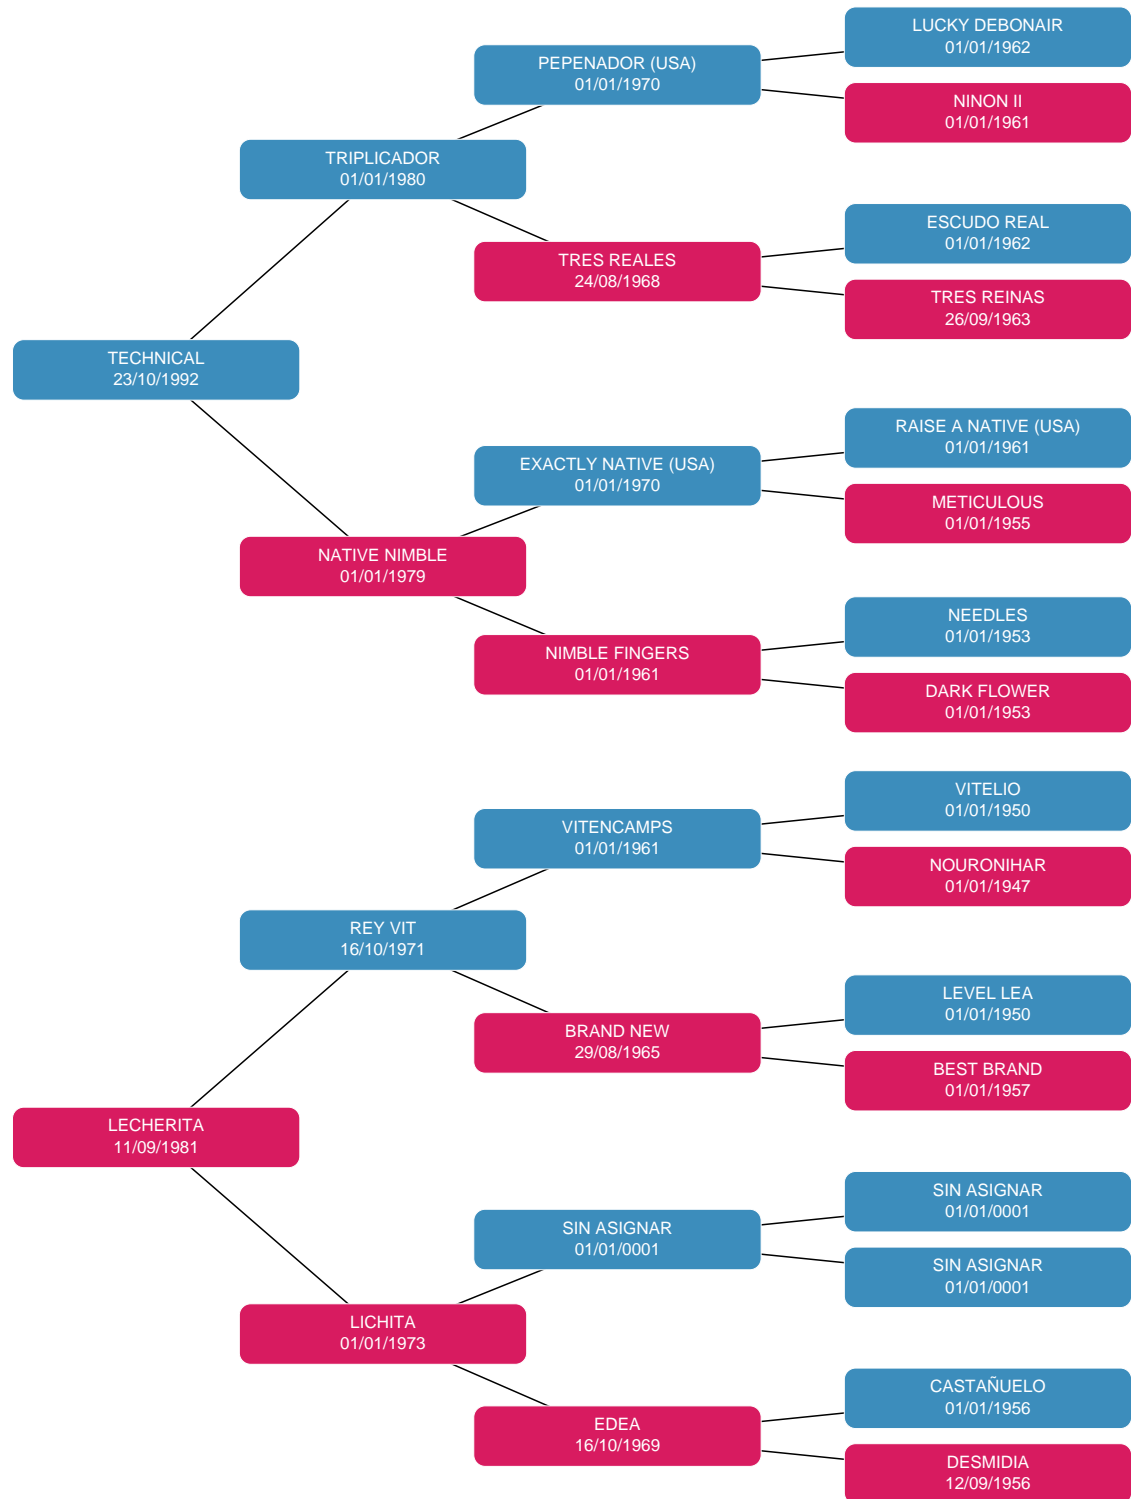 LUCKY DEBONAIR
01/01/1962
PEPENADOR (USA)
01/01/1970
NINON II
01/01/1961
TRIPLICADOR
01/01/1980
ESCUDO REAL
01/01/1962
TRES REALES
24/08/1968
TRES REINAS
26/09/1963
TECHNICAL
23/10/1992
RAISE A NATIVE (USA)
01/01/1961
EXACTLY NATIVE (USA)
01/01/1970
METICULOUS
01/01/1955
NATIVE NIMBLE
01/01/1979
NEEDLES
01/01/1953
NIMBLE FINGERS
01/01/1961
DARK FLOWER
01/01/1953
VITELIO
01/01/1950
VITENCAMPS
01/01/1961
NOURONIHAR
01/01/1947
REY VIT
16/10/1971
LEVEL LEA
01/01/1950
BRAND NEW
29/08/1965
BEST BRAND
01/01/1957
LECHERITA
11/09/1981
SIN ASIGNAR
01/01/0001
SIN ASIGNAR
01/01/0001
SIN ASIGNAR
01/01/0001
LICHITA
01/01/1973
CASTAÑUELO
01/01/1956
EDEA
16/10/1969
DESMIDIA
12/09/1956